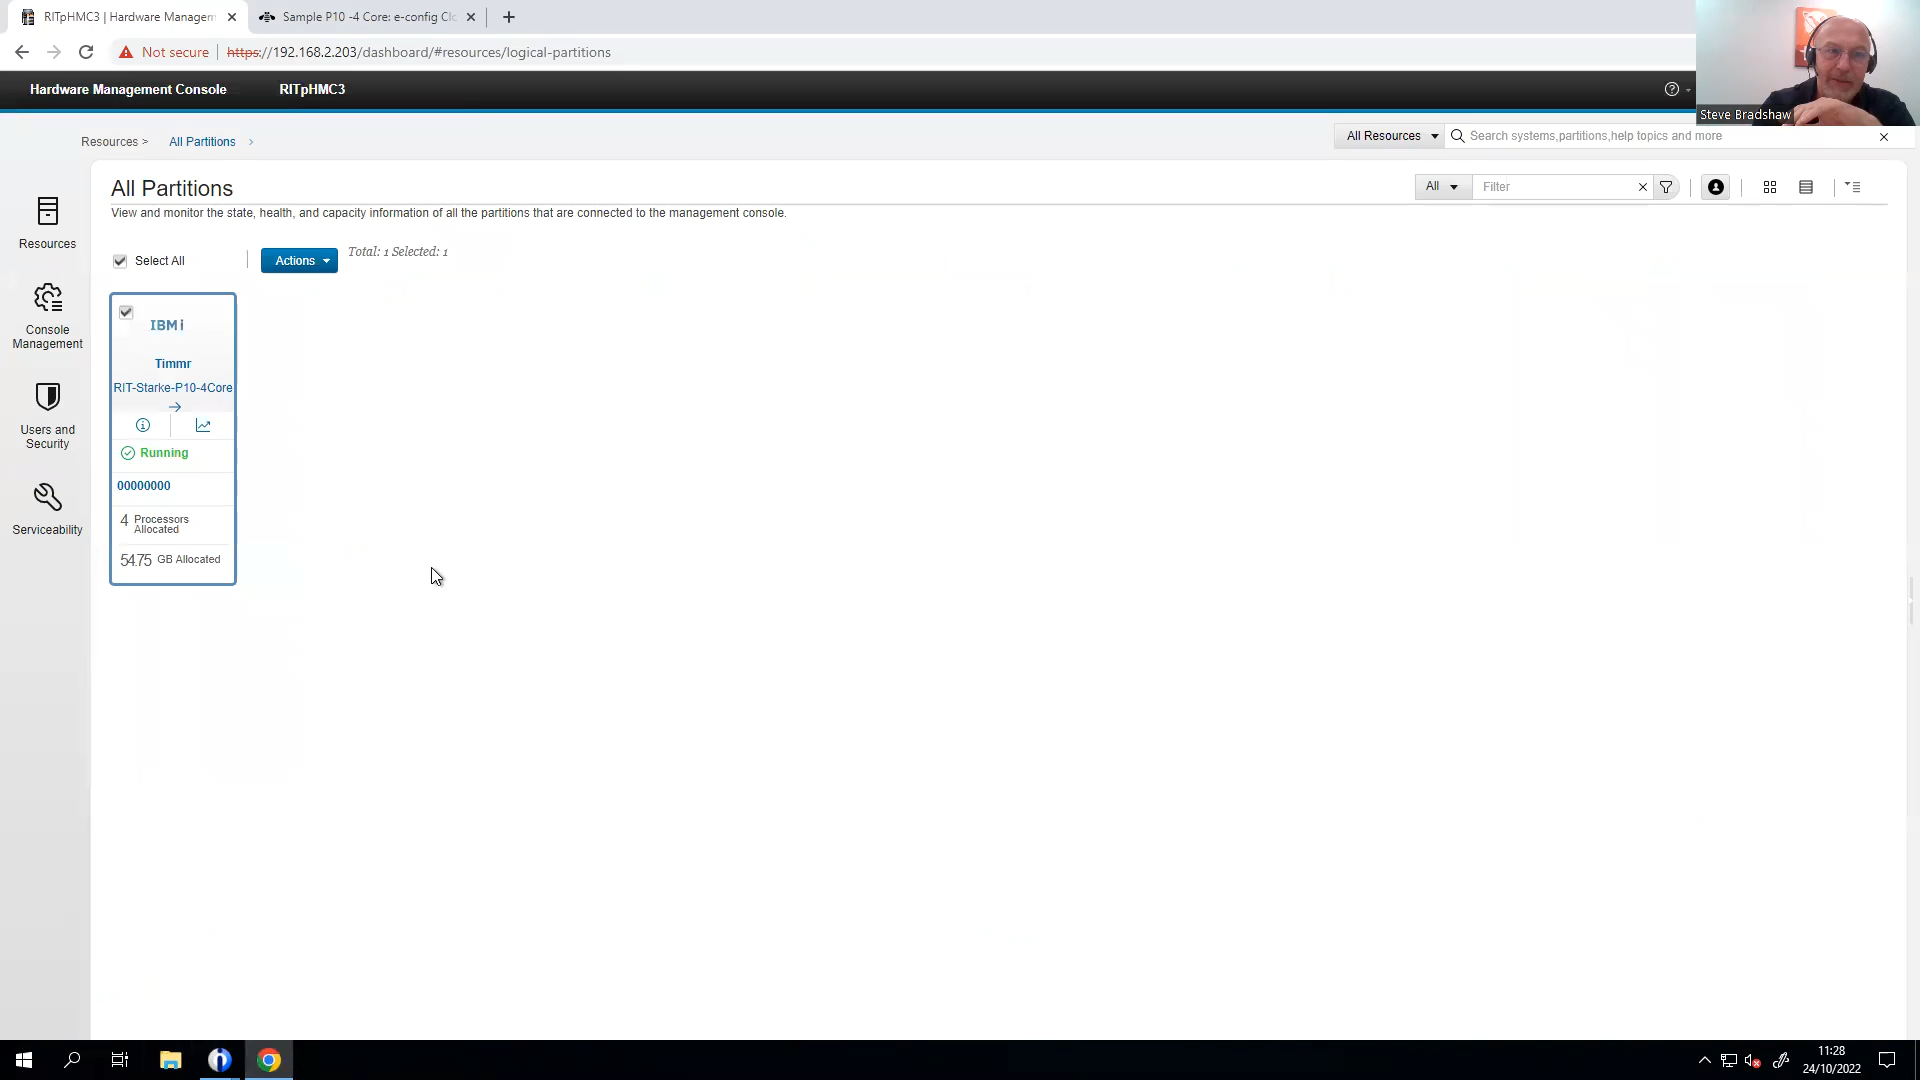 RITpHMC3 | Hardware Managem
Sample P10 -4 Core: e-config Clo
Not secure
https://192.168.2.203/dashboard/#resources/logical-partitions
Hardware Management Console
RITpHMC3
Steve Bradshaw
Resources >
All Partitions
All Resources
Search systems,partitions,help topics and more
All Partitions
All
Filter
View and monitor the state, health, and capacity information of all the partitions that are connected to the management console.
Select All
Actions
Total: 1 Selected: 1
Resources
Console
Management
Users and
Security
Serviceability
IBM i
Timmr
RIT-Starke-P10-4Core
Running
00000000
4 Processors
Allocated
54.75 GB Allocated
11:28
24/10/2022